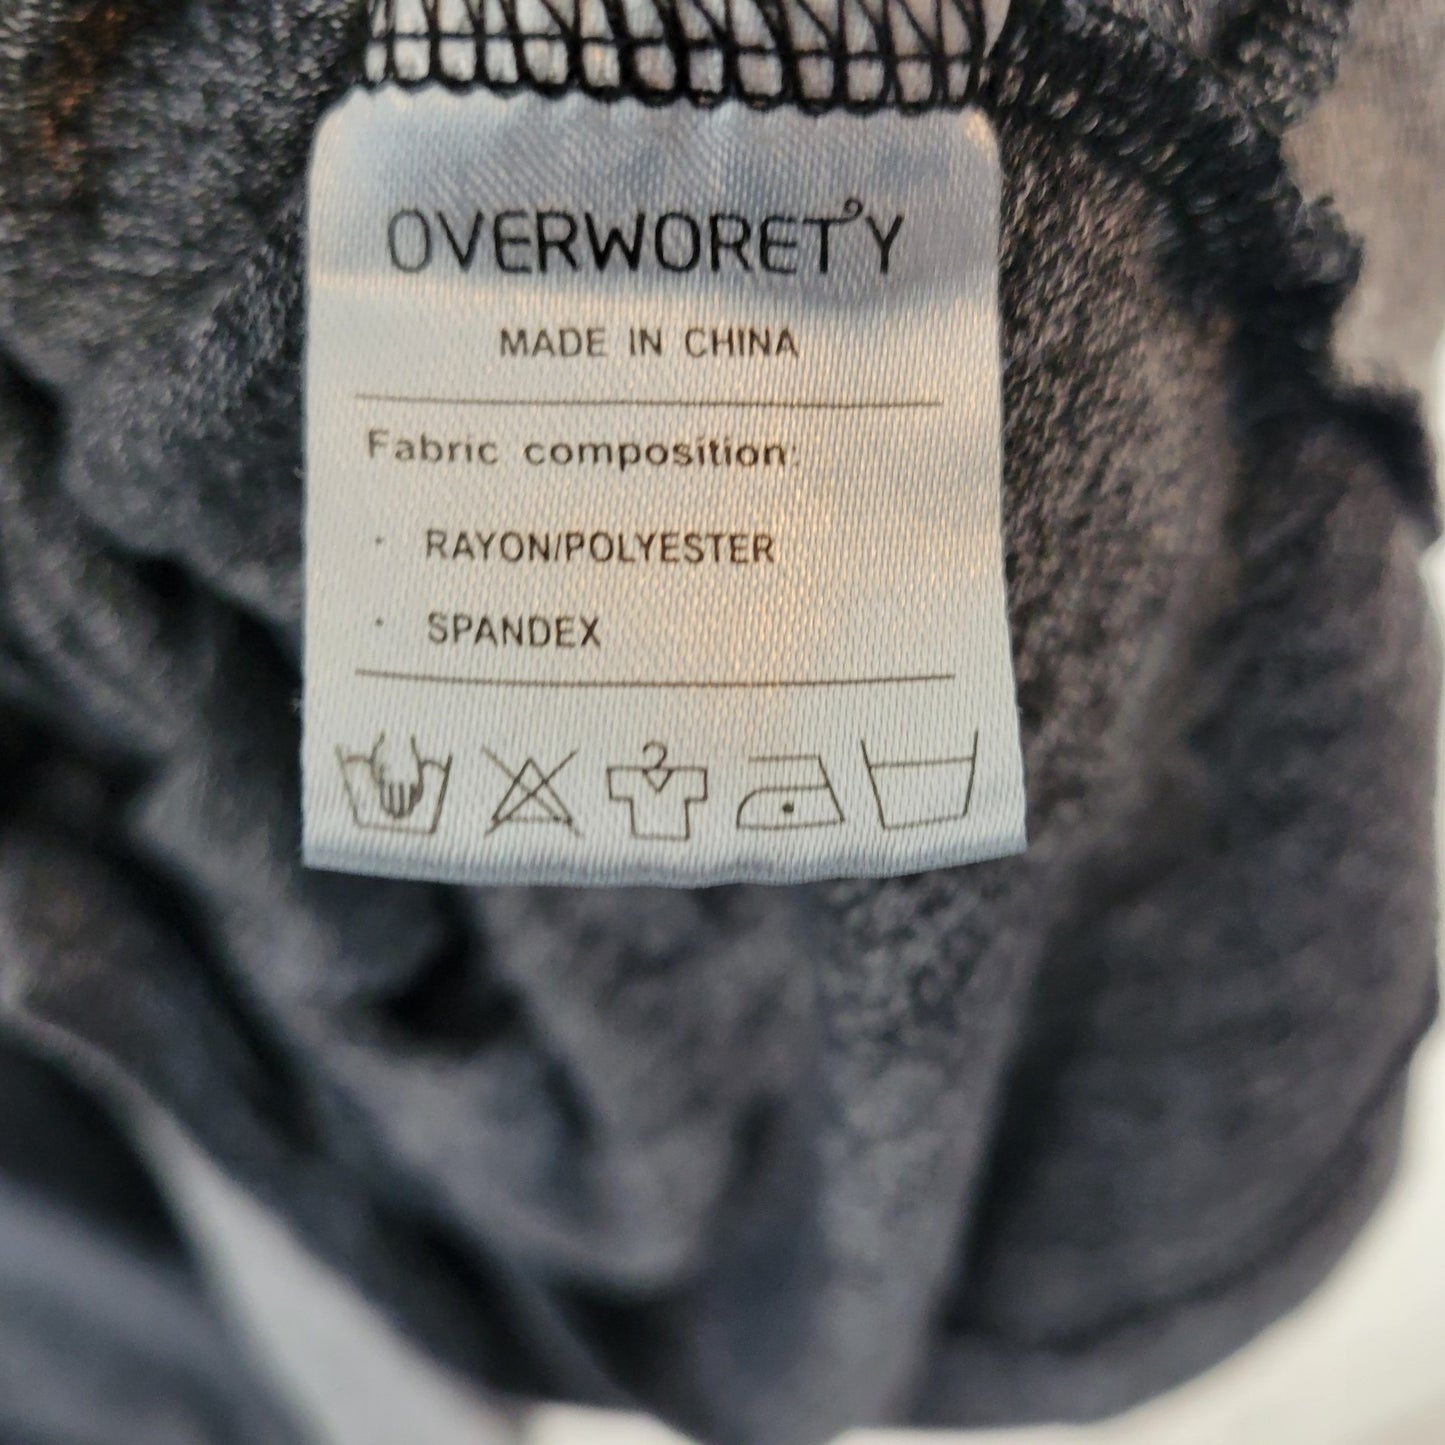 OVERWORETY
MADE IN CHINA
Fabric composition:
· RAYON/POLYESTER
· SPANDEX